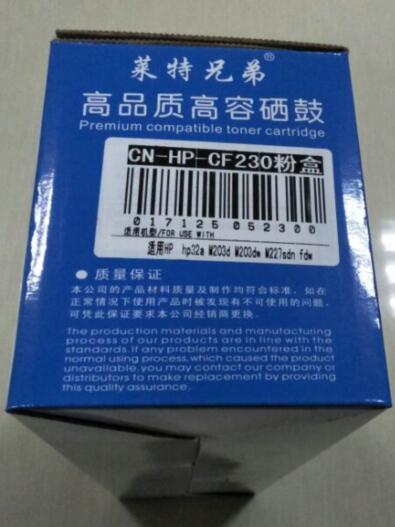 莱特兄弟®
高品质高容硒鼓
Premium compatible toner cartridge
CN-HP-CF230粉盒
017125 052300
适用机型/FOR USE WITH
适用HP hp32a M203d M203dw M227sdn fdw
●质量保证
本公司的产品材质及制作均符合标准，如在
正常情况下使用产品时被发现有不可使用的问题，
可凭此保证要求本公司经销商更换．
The production materials and manufacturing
process of our products are in line with the
standards.If any problem encountered in the
normal using process,which caused the product
unavailable,you may contact our company or
distributors to make replacement by providing
this quality assurance.